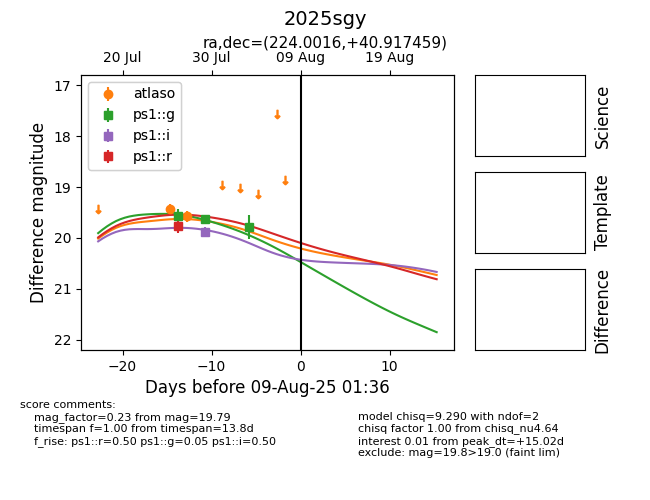 2025sgy
ra,dec=(224.0016,+40.917459)
20 Jul 30 Jul 09 Aug 19 Aug
17
18
19
20
21
22
Difference magnitude
atlaso
ps1::g
ps1::i
ps1::r
−20 −10 0 10
Days before 09-Aug-25 01:36
Science
Template
Difference
score comments:
mag_factor=0.23 from mag=19.79
timespan f=1.00 from timespan=13.8d
f_rise: ps1::r=0.50 ps1::g=0.05 ps1::i=0.50
model chisq=9.290 with ndof=2
chisq factor 1.00 from chisq_nu4.64
interest 0.01 from peak_dt=+15.02d
exclude: mag=19.8>19.0 (faint lim)